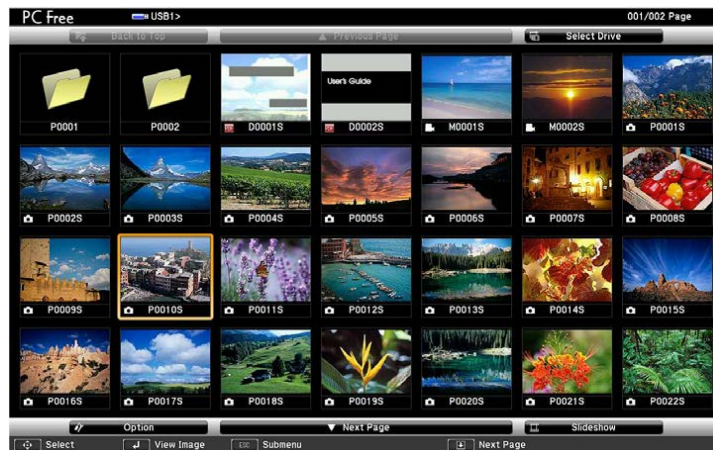 PC Free USB1> 001/002 Page
Back to Top ▲ Previous Page Select Drive
User's Guide
P0001 P0002 D0001S D0002S M0001S M0002S P0001S
P0002S P0003S P0004S P0005S P0006S P0007S P0008S
P0009S P0010S P0011S P0012S P0013S P0014S P0015S
P0016S P0017S P0018S P0019S P0020S P0021S P0022S
Option ▼ Next Page Slideshow
Select View Image ESC Submenu Next Page